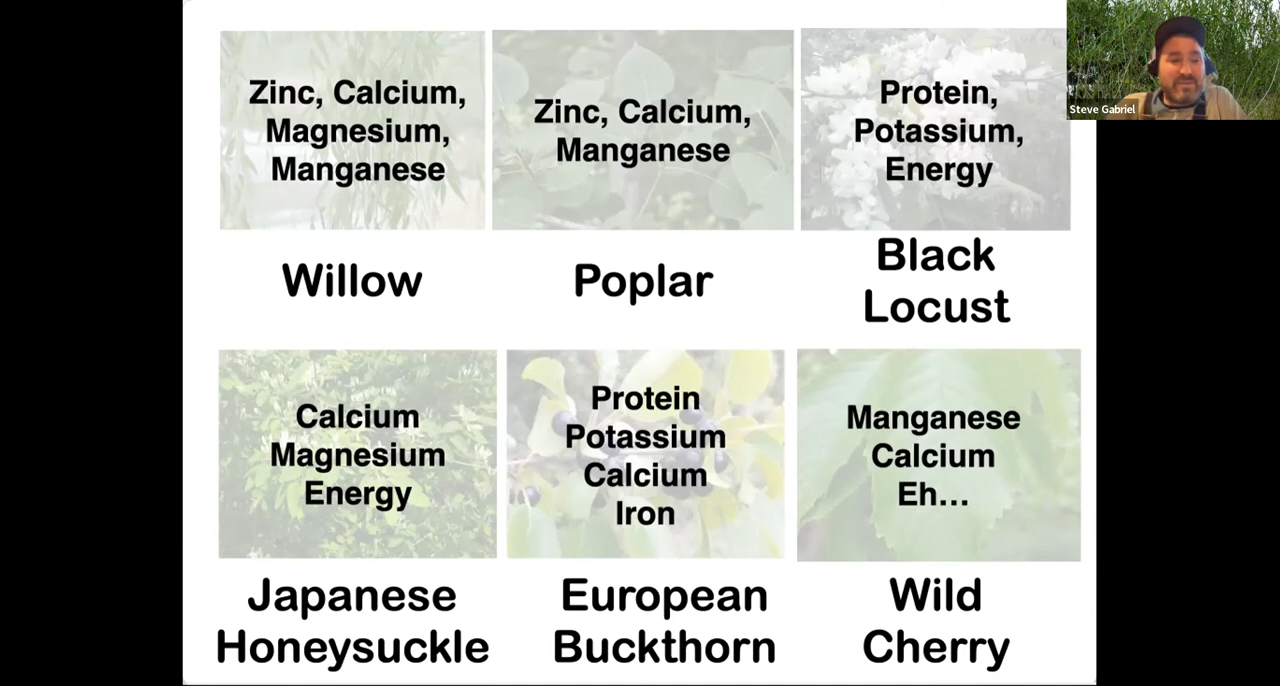 Zinc, Calcium,
Magnesium,
Manganese
Zinc, Calcium,
Manganese
Protein,
Potassium,
Energy
Steve Gabriel
Willow
Poplar
Black
Locust
Calcium
Magnesium
Energy
Protein
Potassium
Calcium
Iron
Manganese
Calcium
Eh...
Japanese
Honeysuckle
European
Buckthorn
Wild
Cherry